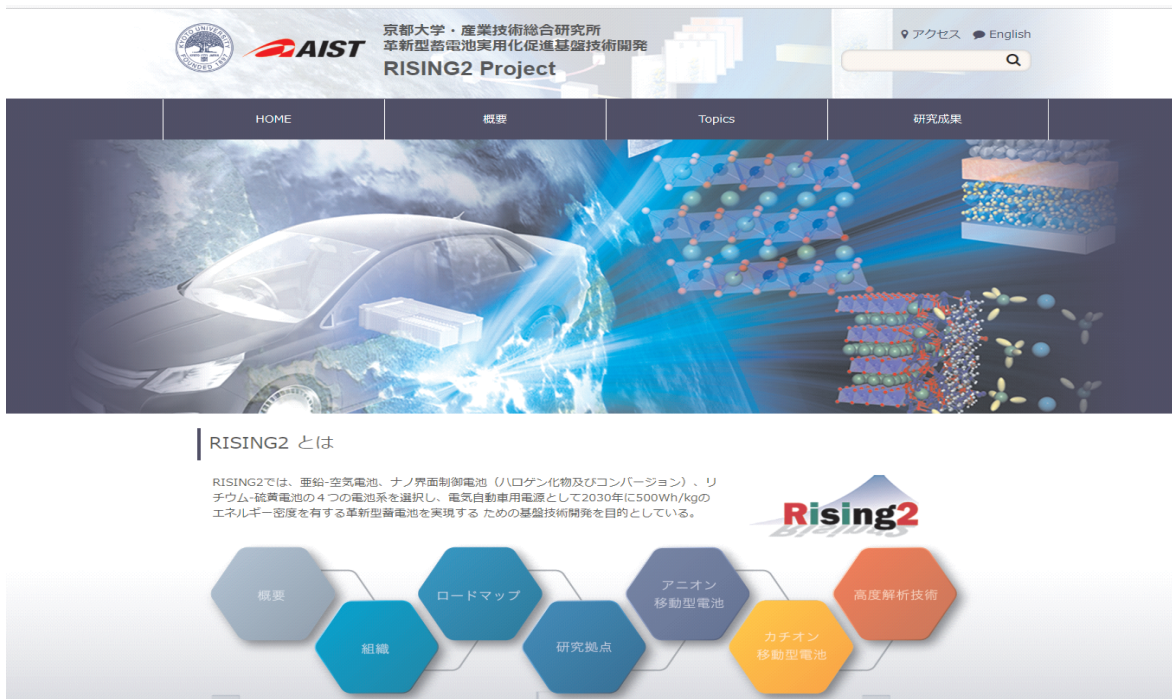 KYOTO UNIVERSITY
FOUNDED 1897
AIST
京都大学・産業技術総合研究所
革新型蓄電池実用化促進基盤技術開発
RISING2 Project
アクセス English
HOME 概要 Topics 研究成果
RISING2 とは
RISING2では、亜鉛-空気電池、ナノ界面制御電池（ハロゲン化物及びコンバージョン）、リ
チウム-硫黄電池の４つの電池系を選択し、電気自動車用電源として2030年に500Wh/kgの
エネルギー密度を有する革新型蓄電池を実現する ための基盤技術開発を目的としている。
Rising2
概要
組織
ロードマップ
研究拠点
アニオン
移動型電池
カチオン
移動型電池
高度解析技術